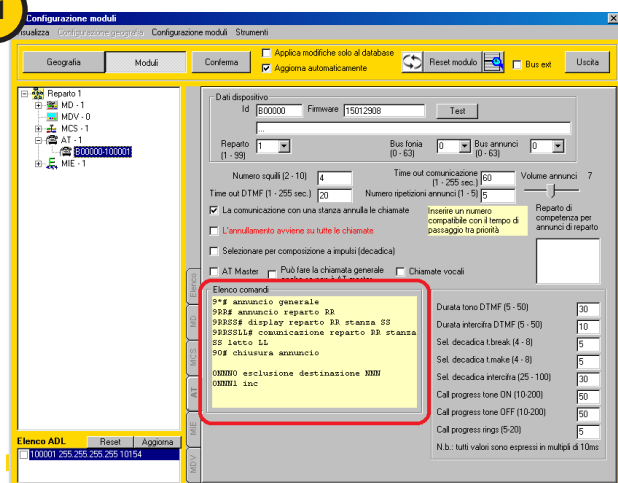 1
Configurazione moduli
isualizza Configurazione geografia Configurazione moduli Strumenti
Geografia Moduli Conferma
Applica modifiche solo al database
Aggiorna automaticamente
Reset modulo
Bus ext
Uscita
Reparto 1
MD - 1
MDV - 0
MCS - 1
AT - 1
B00000-100001
MIE - 1
Dati dispositivo
Id B00000 Firmware 15012908 Test
...
Reparto (1 - 99) 1 Bus fonia (0 - 63) 0 Bus annunci (0 - 63) 0
Numero squilli (2 - 10) 4 Time out comunicazione (1 - 255 sec.) 60 Volume annunci 7
Time out DTMF (1 - 255 sec.) 20 Numero ripetizioni annunci (1 - 5) 5
La comunicazione con una stanza annulla le chiamate
L'annullamento avviene su tutte le chiamate
Inserire un numero
compatibile con il tempo di
passaggio tra priorità
Reparto di
competenza per
annunci di reparto
Selezionare per composizione a impulsi (decadica)
AT Master Può fare la chiamata generale
anche se non è AT master
Chiamate vocali
Elenco
MD
MCS
AT
MIE
MDV
Elenco comandi
9*# annuncio generale
9RR# annuncio reparto RR
9RRSS# display reparto RR stanza SS
9RRSSLL# comunicazione reparto RR stanza
SS letto LL
90# chiusura annuncio
0NNN0 esclusione destinazione NNN
0NNN1 inc
Durata tono DTMF (5 - 50) 30
Durata intercifra DTMF (5 - 50) 10
Sel. decadica t.break (4 - 8) 5
Sel. decadica t.make (4 - 8) 5
Sel. decadica intercifra (25 - 100) 30
Call progress tone ON (10-200) 50
Call progress tone OFF (10-200) 50
Call progress rings (5-20) 5
N.b.: tutti valori sono espressi in multipli di 10ms
Elenco ADL Reset Aggiorna
100001 255.255.255.255 10154